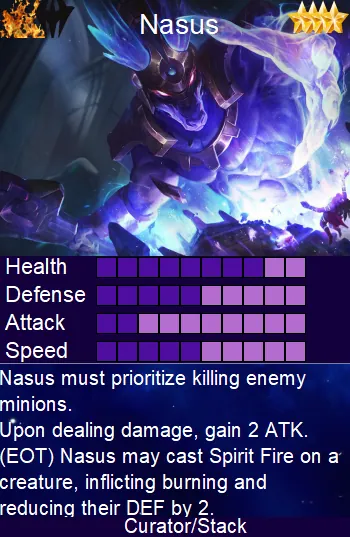 Nasus
Health
Defense
Attack
Speed
Nasus must prioritize killing enemy
minions.
Upon dealing damage, gain 2 ATK.
(EOT) Nasus may cast Spirit Fire on a
creature, inflicting burning and
reducing their DEF by 2.
Curator/Stack